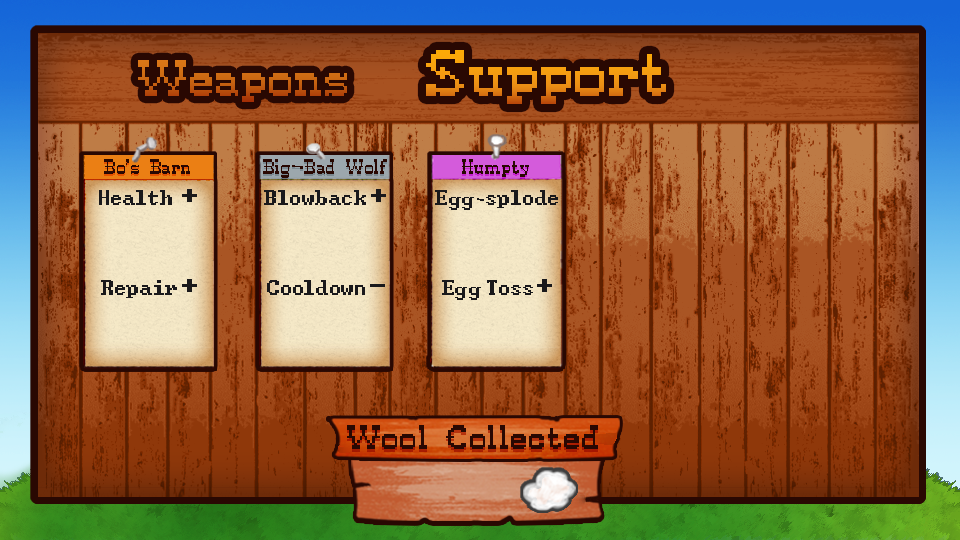 Weapons Support
Bo's Barn
Health +
Repair +
Big-Bad Wolf
Blowback +
Cooldown -
Humpty
Egg-splode
Egg Toss +
Wool Collected